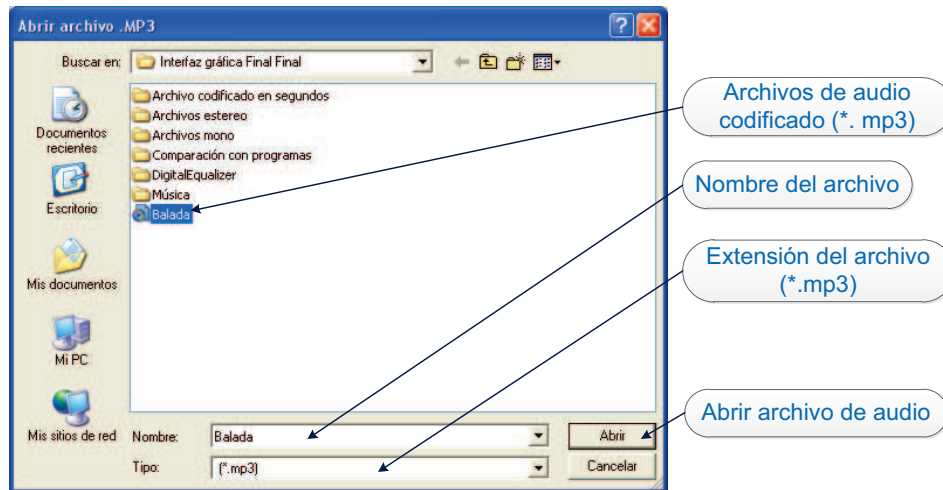 Abrir archivo .MP3
Buscar en:
Interfaz gráfica Final Final
Documentos
recientes
Escritorio
Mis documentos
Mi PC
Mis sitios de red
Archivo codificado en segundos
Archivos estereo
Archivos mono
Comparación con programas
DigitalEqualizer
Música
Balada
Nombre:
Balada
Abrir
Tipo:
(*.mp3)
Cancelar
Archivos de audio
codificado (*. mp3)
Nombre del archivo
Extensión del archivo
(*.mp3)
Abrir archivo de audio